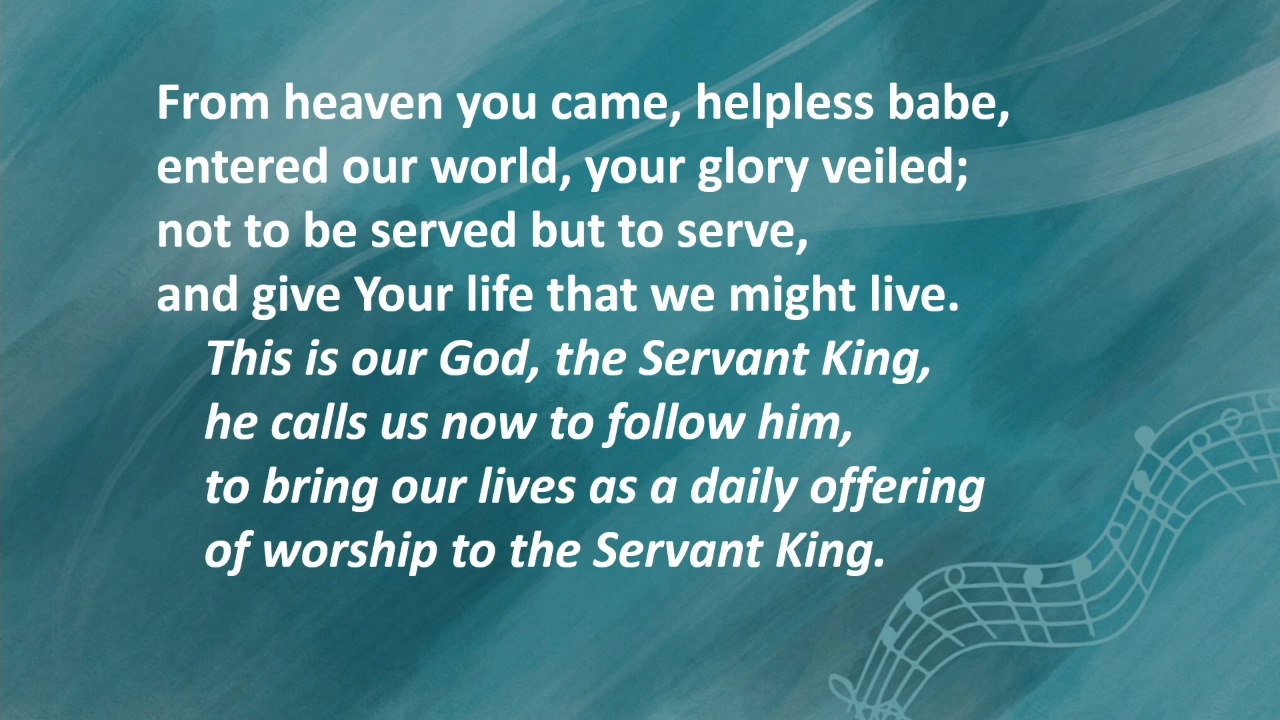 From heaven you came, helpless babe,
entered our world, your glory veiled;
not to be served but to serve,
and give Your life that we might live.
This is our God, the Servant King,
he calls us now to follow him,
to bring our lives as a daily offering
of worship to the Servant King.